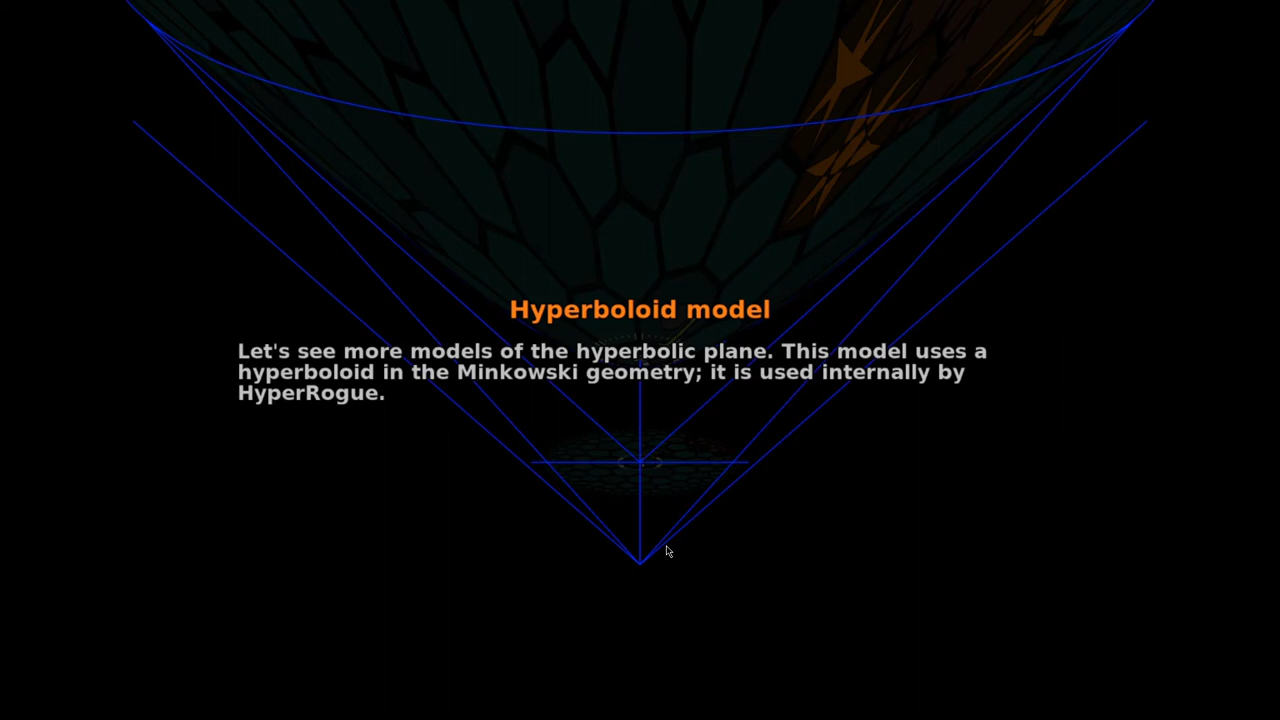 Hyperboloid model
Let's see more models of the hyperbolic plane. This model uses a
hyperboloid in the Minkowski geometry; it is used internally by
HyperRogue.